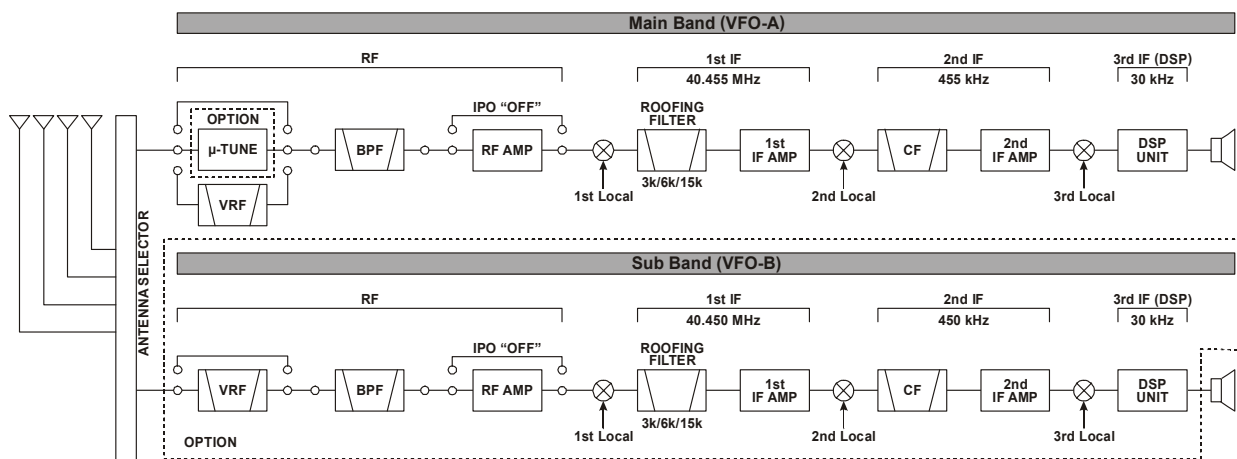 Main Band (VFO-A)
RF
1st IF
40.455 MHz
2nd IF
455 kHz
3rd IF (DSP)
30 kHz
OPTION
µ-TUNE
VRF
BPF
IPO “OFF”
RF AMP
1st Local
ROOFING
FILTER
3k/6k/15k
1st
IF AMP
2nd Local
CF
2nd
IF AMP
3rd Local
DSP
UNIT
ANTENNA SELECTOR
Sub Band (VFO-B)
RF
1st IF
40.450 MHz
2nd IF
450 kHz
3rd IF (DSP)
30 kHz
VRF
BPF
IPO “OFF”
RF AMP
1st Local
ROOFING
FILTER
3k/6k/15k
1st
IF AMP
2nd Local
CF
2nd
IF AMP
3rd Local
DSP
UNIT
OPTION